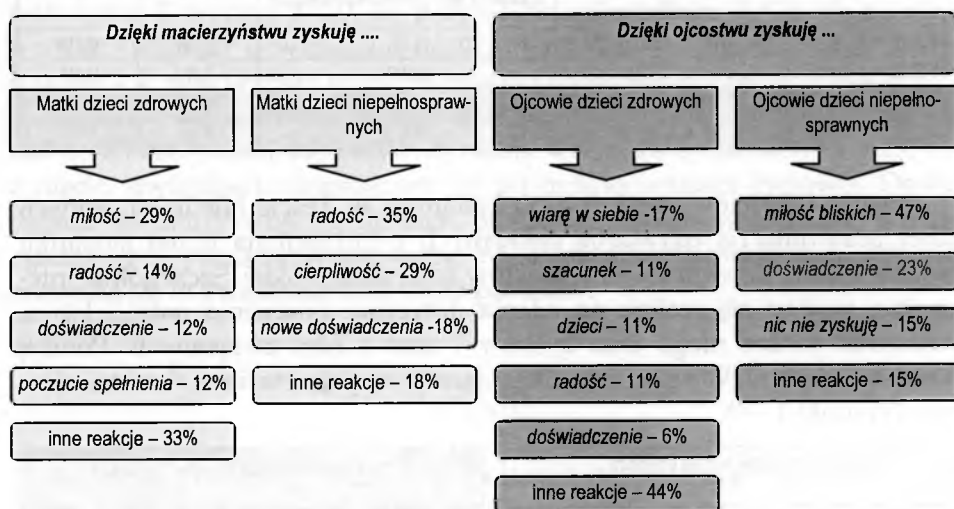 Dzięki macierzyństwu zyskuję ....
Matki dzieci zdrowych
miłość – 29%
radość – 14%
doświadczenie – 12%
poczucie spełnienia – 12%
inne reakcje – 33%
Matki dzieci niepełnospraw-
nych
radość – 35%
cierpliwość – 29%
nowe doświadczenia -18%
inne reakcje – 18%
Dzięki ojcostwu zyskuję ...
Ojcowie dzieci zdrowych
wiarę w siebie -17%
szacunek – 11%
dzieci – 11%
radość – 11%
doświadczenie – 6%
inne reakcje – 44%
Ojcowie dzieci niepełno-
sprawnych
miłość bliskich – 47%
doświadczenie – 23%
nic nie zyskuję – 15%
inne reakcje – 15%